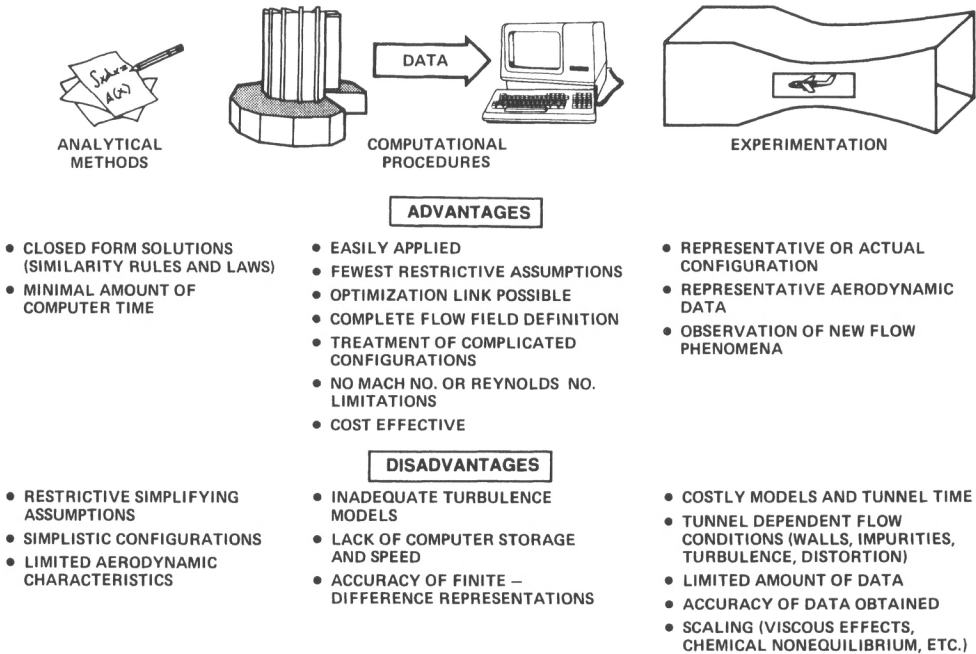 ∫xdx=
A(x)
DATA
ANALYTICAL
METHODS
COMPUTATIONAL
PROCEDURES
EXPERIMENTATION
ADVANTAGES
• CLOSED FORM SOLUTIONS
(SIMILARITY RULES AND LAWS)
• MINIMAL AMOUNT OF
COMPUTER TIME
• EASILY APPLIED
• FEWEST RESTRICTIVE ASSUMPTIONS
• OPTIMIZATION LINK POSSIBLE
• COMPLETE FLOW FIELD DEFINITION
• TREATMENT OF COMPLICATED
CONFIGURATIONS
• NO MACH NO. OR REYNOLDS NO.
LIMITATIONS
• COST EFFECTIVE
• REPRESENTATIVE OR ACTUAL
CONFIGURATION
• REPRESENTATIVE AERODYNAMIC
DATA
• OBSERVATION OF NEW FLOW
PHENOMENA
DISADVANTAGES
• RESTRICTIVE SIMPLIFYING
ASSUMPTIONS
• SIMPLISTIC CONFIGURATIONS
• LIMITED AERODYNAMIC
CHARACTERISTICS
• INADEQUATE TURBULENCE
MODELS
• LACK OF COMPUTER STORAGE
AND SPEED
• ACCURACY OF FINITE –
DIFFERENCE REPRESENTATIONS
• COSTLY MODELS AND TUNNEL TIME
• TUNNEL DEPENDENT FLOW
CONDITIONS (WALLS, IMPURITIES,
TURBULENCE, DISTORTION)
• LIMITED AMOUNT OF DATA
• ACCURACY OF DATA OBTAINED
• SCALING (VISCOUS EFFECTS,
CHEMICAL NONEQUILIBRIUM, ETC.)